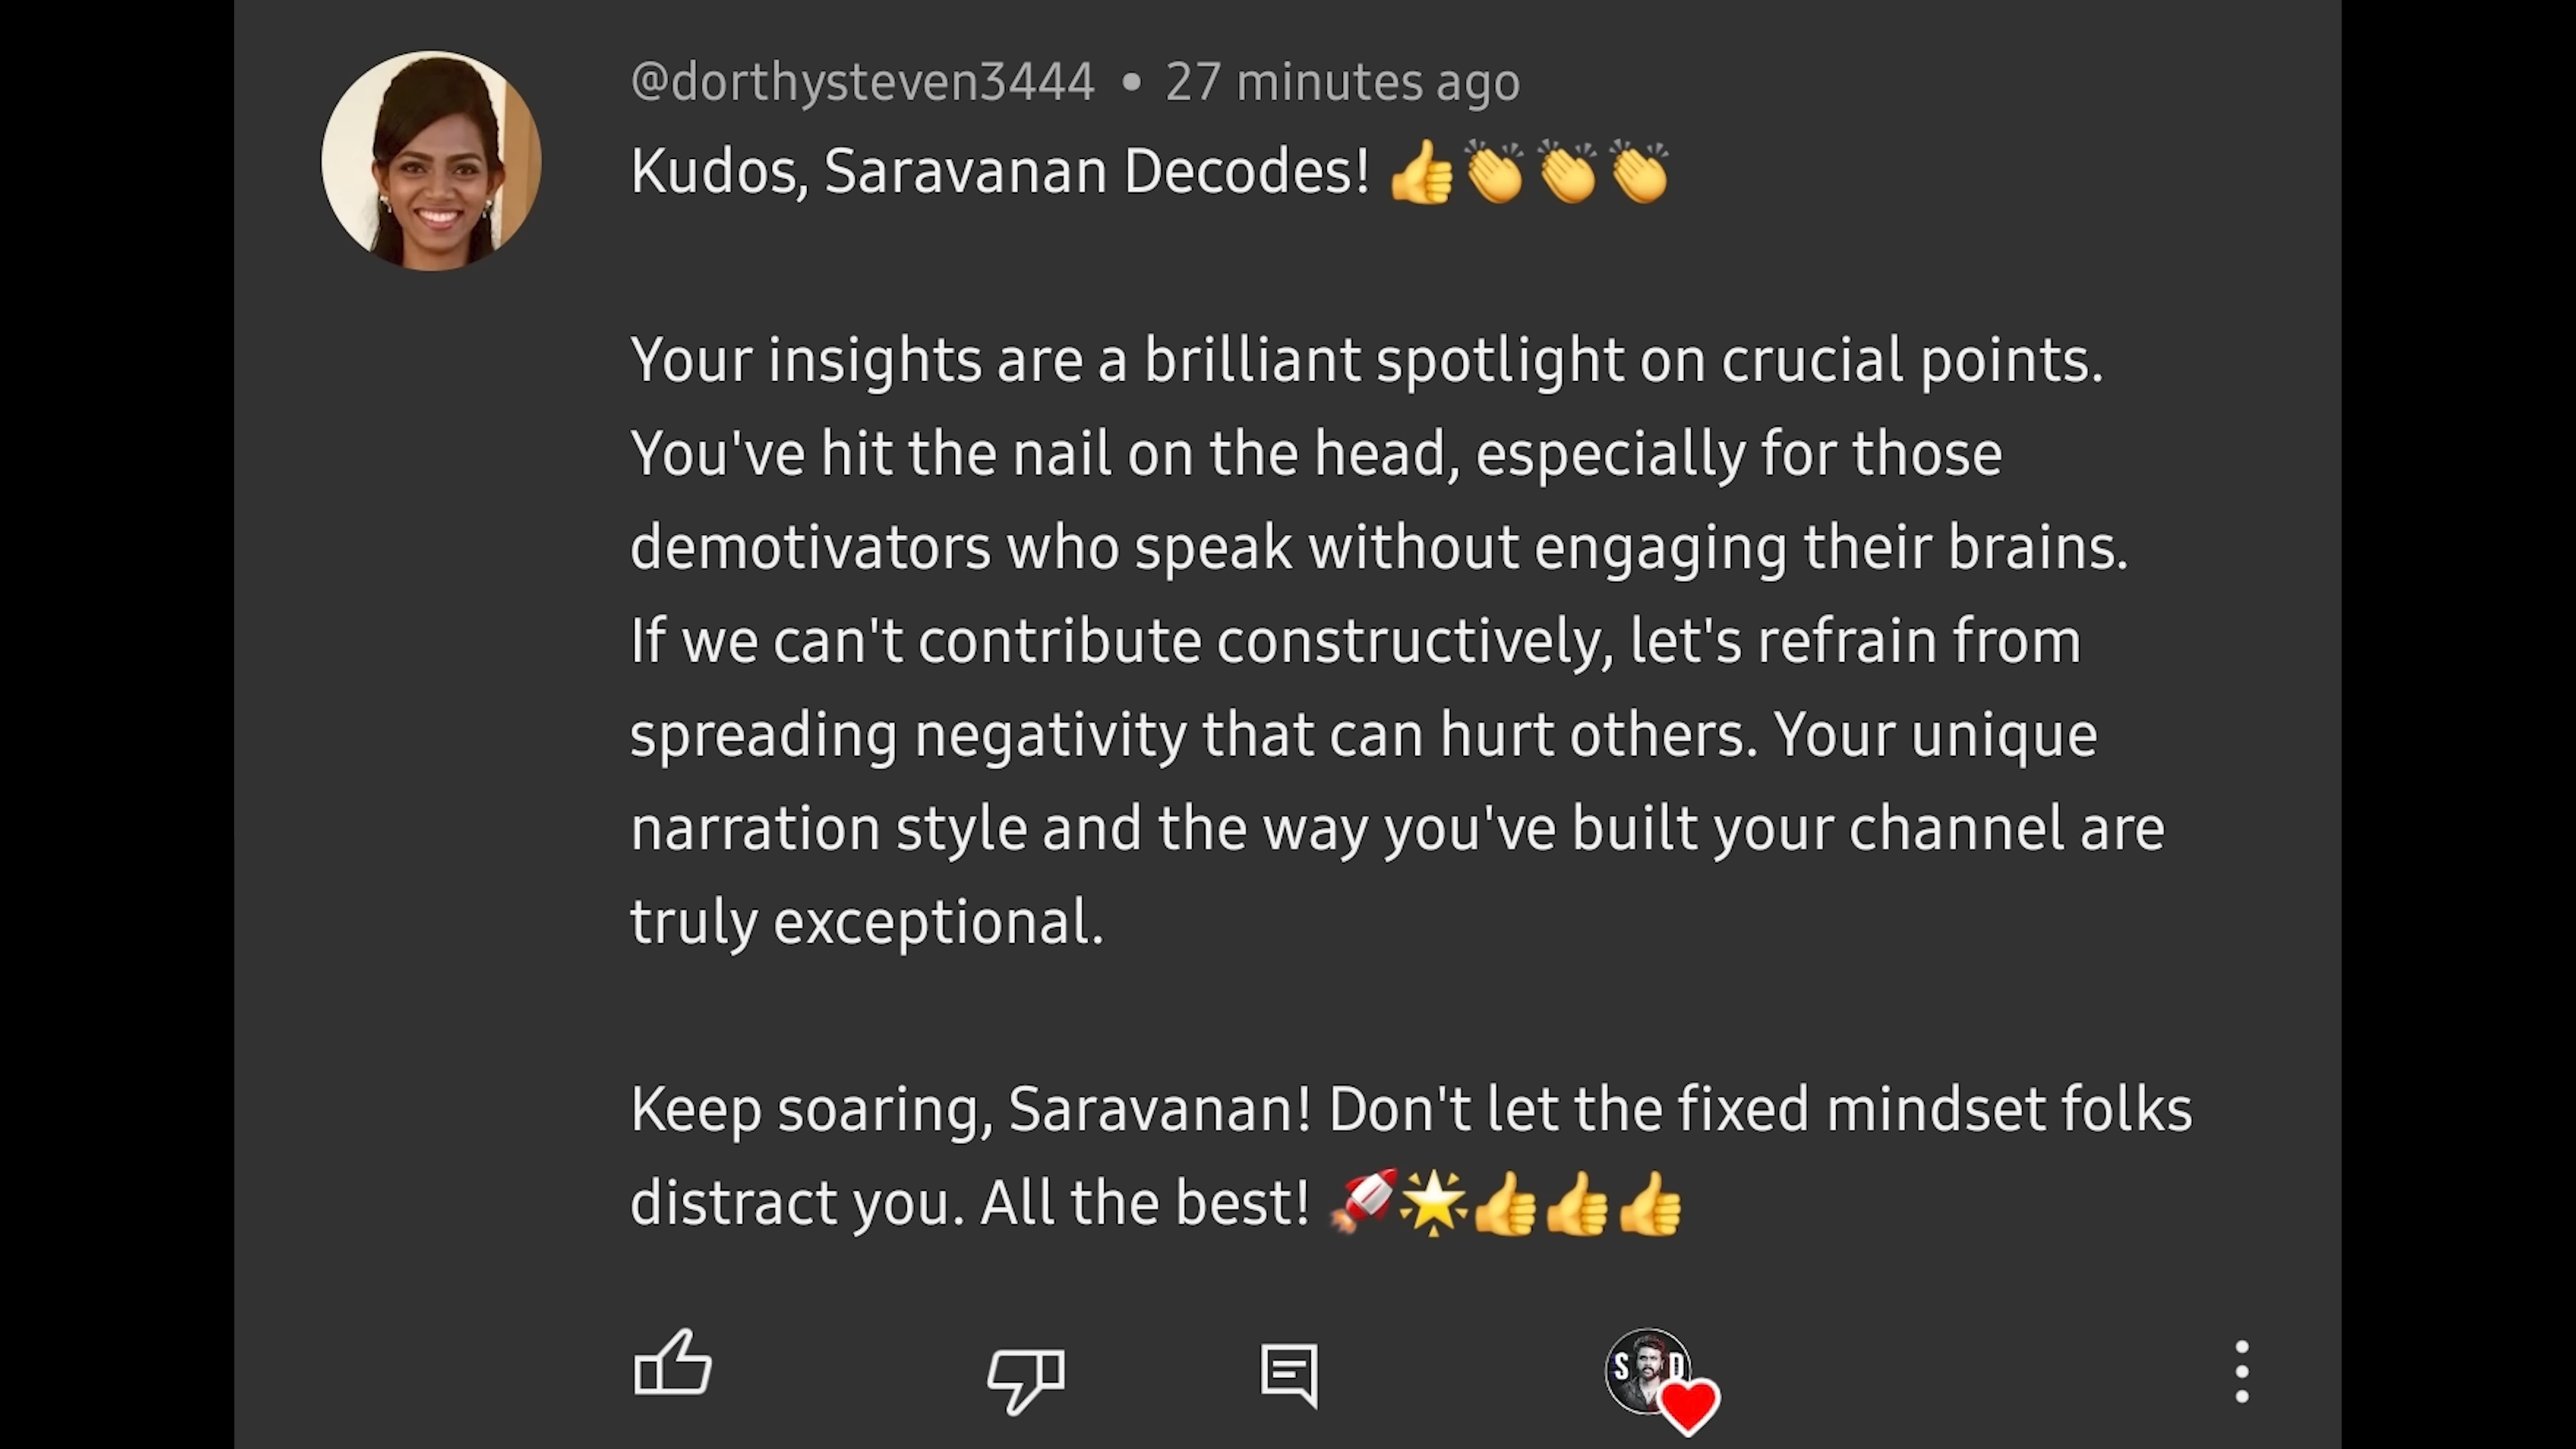 @dorthysteven3444 • 27 minutes ago
Kudos, Saravanan Decodes! 👍👏👏👏
Your insights are a brilliant spotlight on crucial points.
You've hit the nail on the head, especially for those
demotivators who speak without engaging their brains.
If we can't contribute constructively, let's refrain from
spreading negativity that can hurt others. Your unique
narration style and the way you've built your channel are
truly exceptional.
Keep soaring, Saravanan! Don't let the fixed mindset folks
distract you. All the best! 🚀🌟👍👍👍
S D